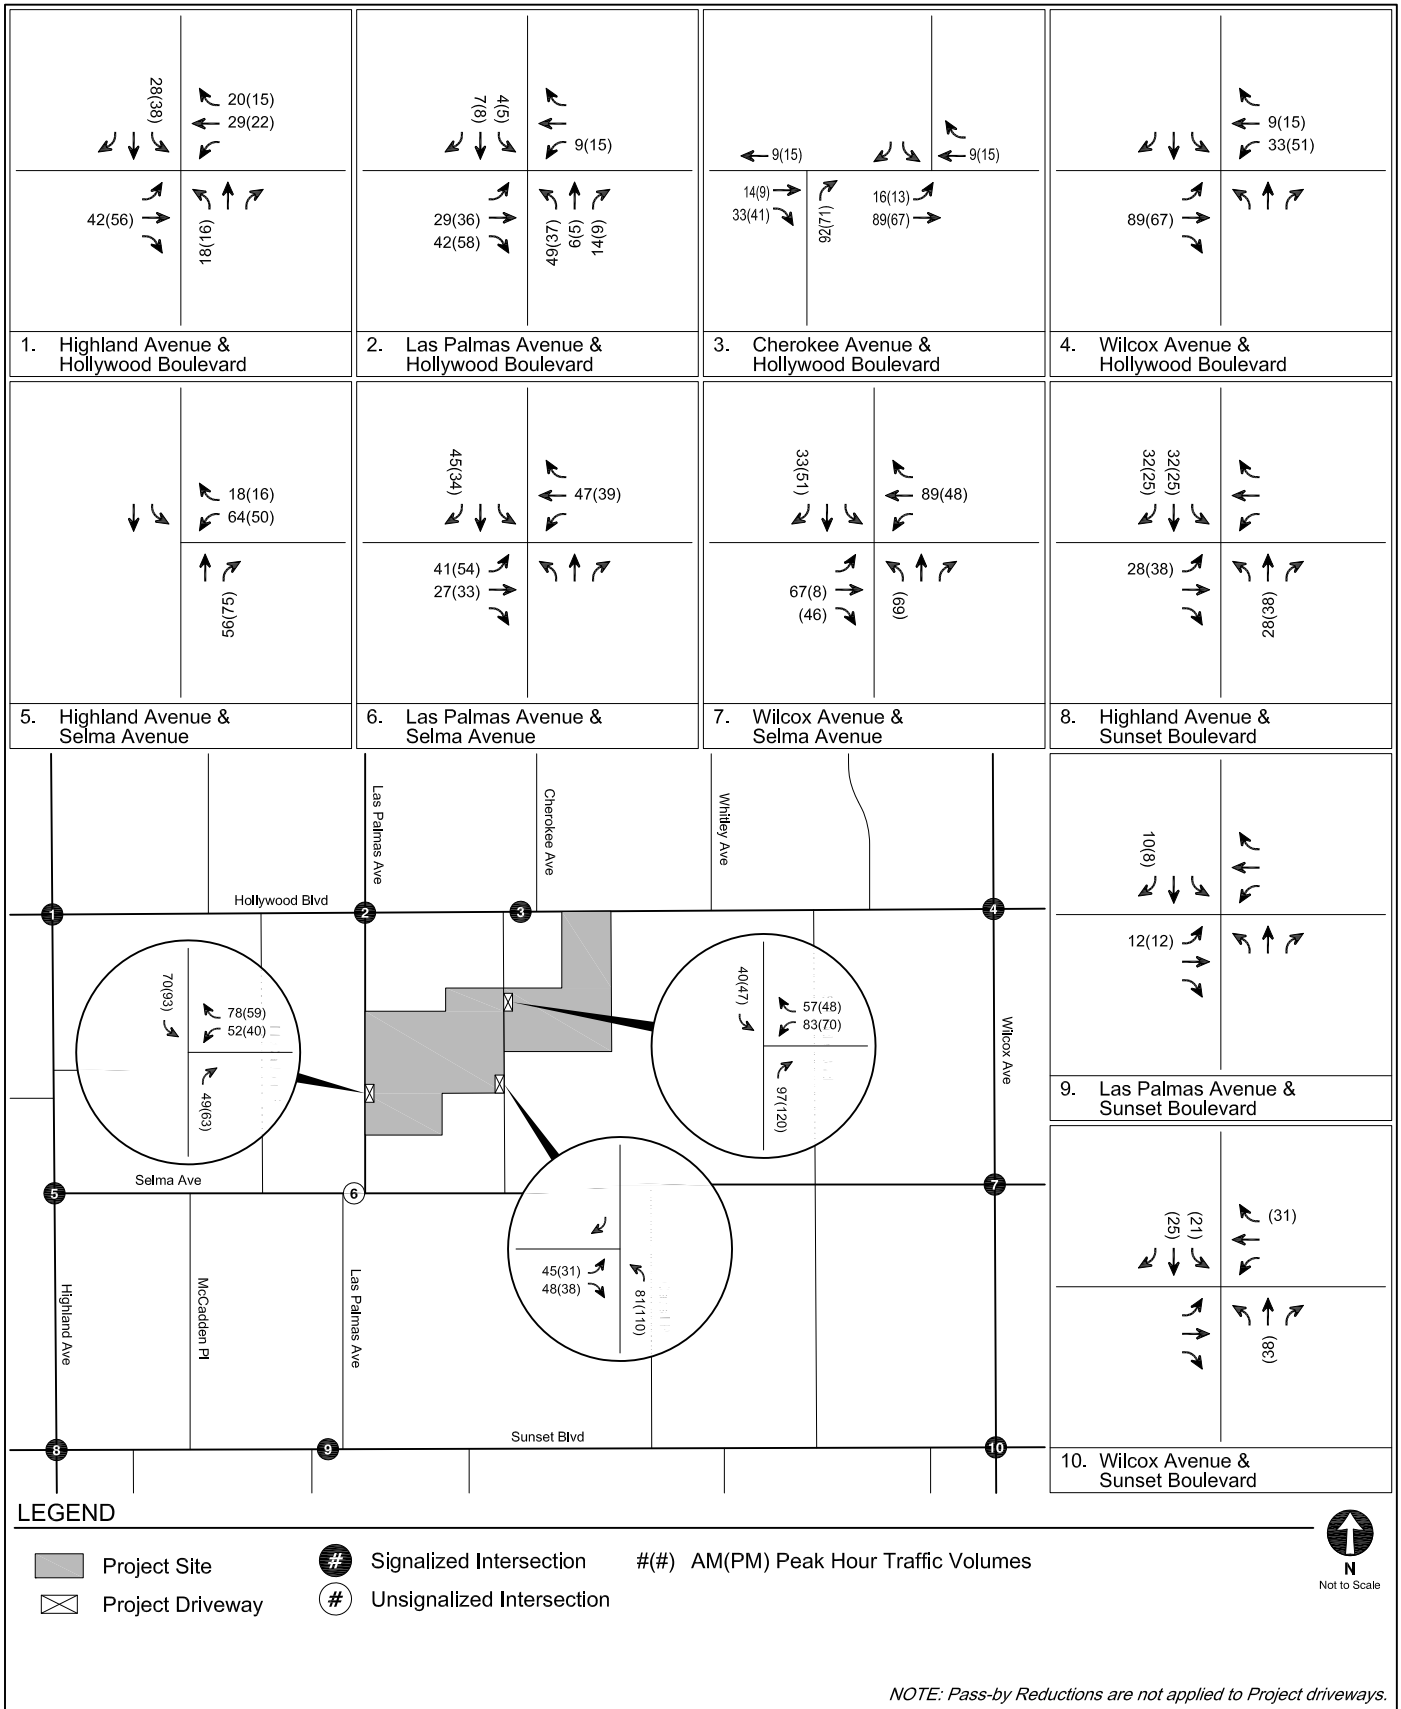 28(38)
20(15)
29(22)
42(56)
18(16)
1. Highland Avenue &
Hollywood Boulevard
7(8)
4(5)
9(15)
29(36)
42(58)
49(37)
6(5)
14(9)
2. Las Palmas Avenue &
Hollywood Boulevard
9(15)
9(15)
14(9)
33(41)
92(71)
16(13)
89(67)
3. Cherokee Avenue &
Hollywood Boulevard
9(15)
33(51)
89(67)
4. Wilcox Avenue &
Hollywood Boulevard
18(16)
64(50)
56(75)
5. Highland Avenue &
Selma Avenue
45(34)
47(39)
41(54)
27(33)
6. Las Palmas Avenue &
Selma Avenue
33(51)
89(48)
67(8)
(46)
(69)
7. Wilcox Avenue &
Selma Avenue
32(25)
32(25)
28(38)
28(38)
8. Highland Avenue &
Sunset Boulevard
10(8)
12(12)
9. Las Palmas Avenue &
Sunset Boulevard
(25)
(21)
(31)
(38)
10. Wilcox Avenue &
Sunset Boulevard
Las Palmas Ave
Cherokee Ave
Whitley Ave
Hollywood Blvd
1
2
3
4
70(93)
78(59)
52(40)
49(63)
40(47)
57(48)
83(70)
97(120)
Wilcox Ave
Selma Ave
5
6
7
45(31)
48(38)
81(110)
Highland Ave
McCadden Pl
Las Palmas Ave
Sunset Blvd
8
9
10
LEGEND
Project Site
# Signalized Intersection
#(#) AM(PM) Peak Hour Traffic Volumes
Project Driveway
# Unsignalized Intersection
N
Not to Scale
NOTE: Pass-by Reductions are not applied to Project driveways.